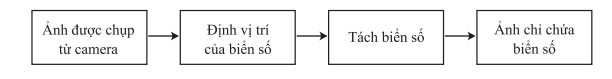 Ảnh được chụp
từ camera
Định vị trí
của biển số
Tách biển số
Ảnh chỉ chứa
biển số